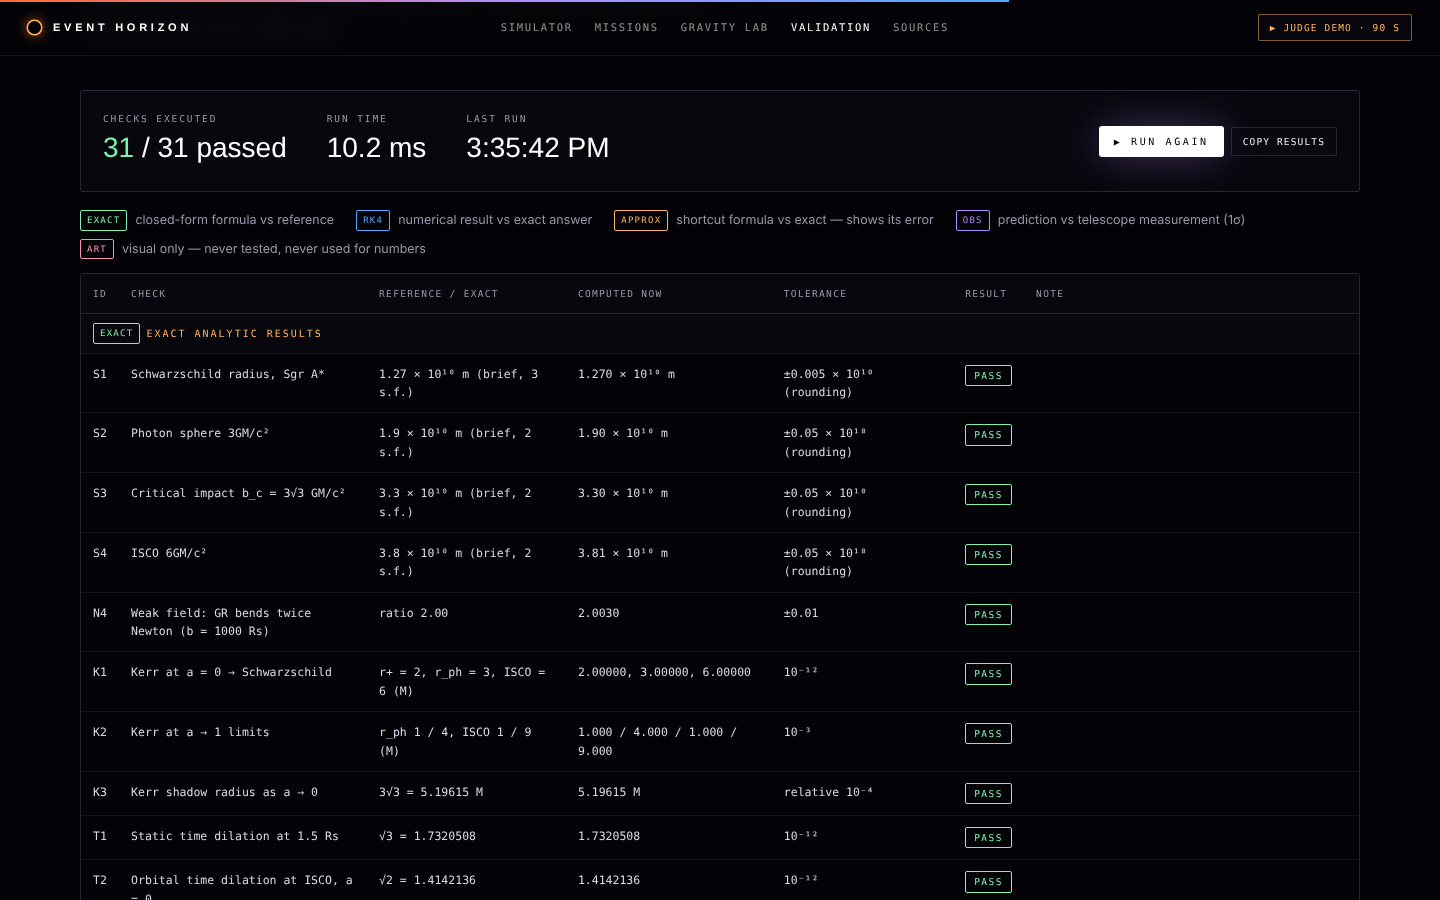 EVENT HORIZON
SIMULATOR MISSIONS GRAVITY LAB VALIDATION SOURCES
▶ JUDGE DEMO · 90 S
CHECKS EXECUTED
31 / 31 passed
RUN TIME
10.2 ms
LAST RUN
3:35:42 PM
▶ RUN AGAIN
COPY RESULTS
EXACT closed-form formula vs reference
RK4 numerical result vs exact answer
APPROX shortcut formula vs exact — shows its error
OBS prediction vs telescope measurement (1σ)
ART visual only — never tested, never used for numbers
ID CHECK REFERENCE / EXACT COMPUTED NOW TOLERANCE RESULT NOTE
EXACT EXACT ANALYTIC RESULTS
S1 Schwarzschild radius, Sgr A* 1.27 × 10¹⁰ m (brief, 3 1.270 × 10¹⁰ m ±0.005 × 10¹⁰ PASS
s.f.) (rounding)
S2 Photon sphere 3GM/c² 1.9 × 10¹⁰ m (brief, 2 1.90 × 10¹⁰ m ±0.05 × 10¹⁰ PASS
s.f.) (rounding)
S3 Critical impact b_c = 3√3 GM/c² 3.3 × 10¹⁰ m (brief, 2 3.30 × 10¹⁰ m ±0.05 × 10¹⁰ PASS
s.f.) (rounding)
S4 ISCO 6GM/c² 3.8 × 10¹⁰ m (brief, 2 3.81 × 10¹⁰ m ±0.05 × 10¹⁰ PASS
s.f.) (rounding)
N4 Weak field: GR bends twice ratio 2.00 2.0030 ±0.01 PASS
Newton (b = 1000 Rs)
K1 Kerr at a = 0 → Schwarzschild r+ = 2, r_ph = 3, ISCO = 2.00000, 3.00000, 6.00000 10⁻¹² PASS
6 (M)
K2 Kerr at a → 1 limits r_ph 1 / 4, ISCO 1 / 9 1.000 / 4.000 / 1.000 / 10⁻³ PASS
(M) 9.000
K3 Kerr shadow radius as a → 0 3√3 = 5.19615 M 5.19615 M relative 10⁻⁴ PASS
T1 Static time dilation at 1.5 Rs √3 = 1.7320508 1.7320508 10⁻¹² PASS
T2 Orbital time dilation at ISCO, a √2 = 1.4142136 1.4142136 10⁻¹² PASS
= 0